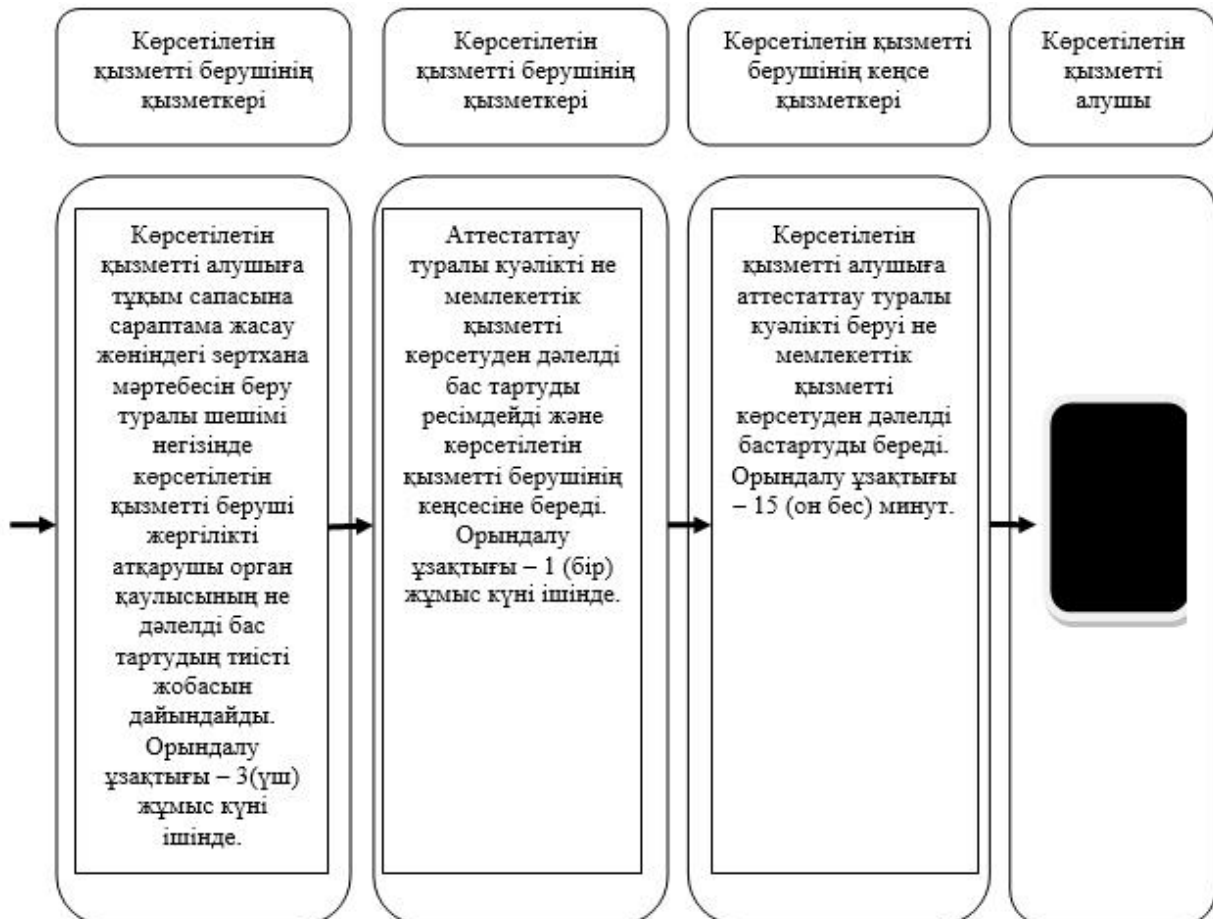 Көрсетілетін
қызметті берушінің
қызметкері
Көрсетілетін
қызметті берушінің
қызметкері
Көрсетілетін қызметті
берушінің кеңсе
қызметкері
Көрсетілетін
қызметті
алушы
Көрсетілетін
қызметті алушыға
тұқым сапасына
сараптама жасау
жөніндегі зертхана
мәртебесін беру
туралы шешімі
негізінде
көрсетілетін
қызметті беруші
жергілікті
атқарушы орган
қаулысының не
дәлелді бас
тартудың тиісті
жобасын
дайындайды.
Орындалу
ұзақтығы – 3(үш)
жұмыс күні
ішінде.
Аттестаттау
туралы куәлікті не
мемлекеттік
қызметті
көрсетуден дәлелді
бас тартуды
ресімдейді және
көрсетілетін
қызметті берушінің
кеңсесіне береді.
Орындалу
ұзақтығы – 1 (бір)
жұмыс күні ішінде.
Көрсетілетін
қызметті алушыға
аттестаттау туралы
куәлікті беруі не
мемлекеттік
қызметті
көрсетуден дәлелді
бастартуды береді.
Орындалу ұзақтығы
– 15 (он бес) минут.